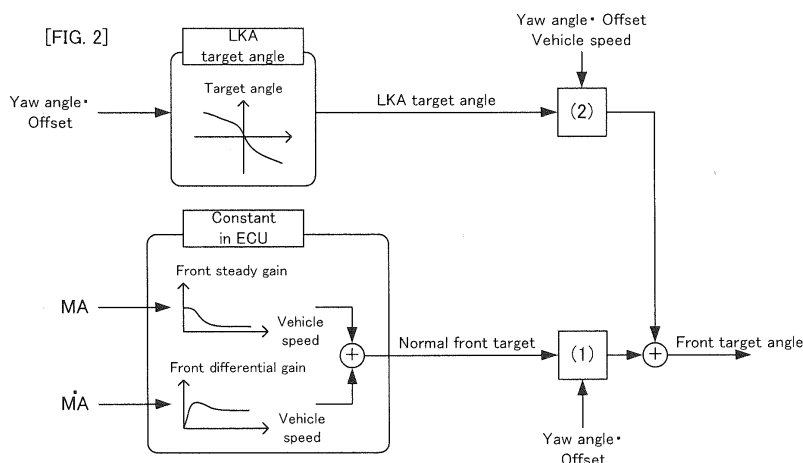 [FIG. 2]
LKA
target angle
Yaw angle・ Offset
Vehicle speed
Target angle
Yaw angle・
Offset
LKA target angle
(2)
Constant
in ECU
Front steady gain
MA
Vehicle
speed
Normal front target
(1)
Front target angle
Front differential gain
ṀA
Vehicle
speed
Yaw angle・
Offset